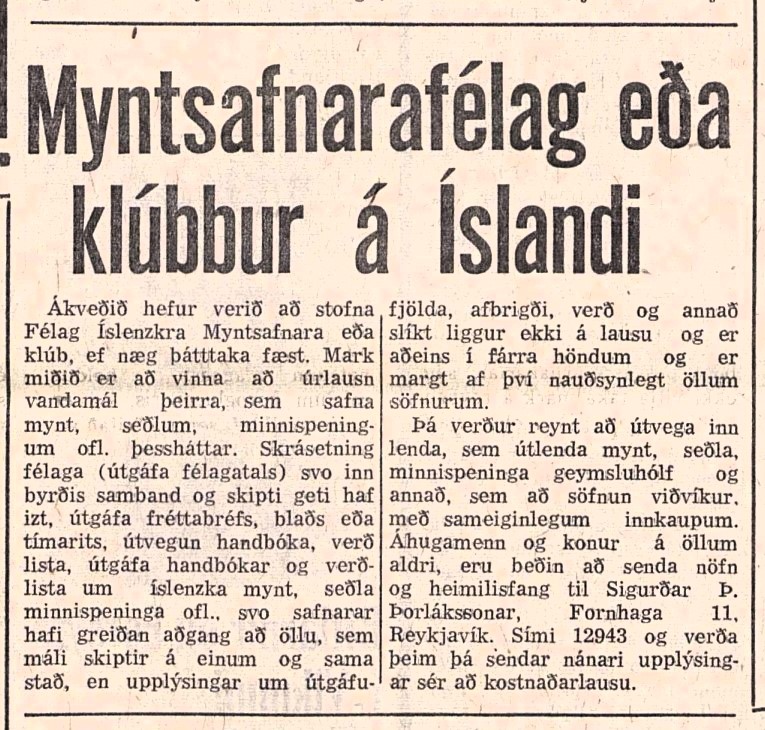 Myntsafnarafélag eða
klúbbur á Íslandi
Ákveðið hefur verið að stofna
Félag Íslenzkra Myntsafnara eða
klúb, ef næg þátttaka fæst. Mark
miðið er að vinna að úrlausn
vandamál þeirra, sem safna
mynt, seðlum, minnispening-
um ofl. þessháttar. Skrásetning
félaga (útgáfa félagatals) svo inn
byrðis samband og skipti geti haf
izt, útgáfa fréttabréfs, blaðs eða
tímarits, útvegun handbóka, verð
lista, útgáfa handbókar og verð-
lista um íslenzka mynt, seðla
minnispeninga ofl., svo safnarar
hafi greiðan aðgang að öllu, sem
máli skiptir á einum og sama
stað, en upplýsingar um útgáfu-
fjölda, afbrigði, verð og annað
slíkt liggur ekki á lausu og er
aðeins í fárra höndum og er
margt af því nauðsynlegt öllum
söfnurum.
Þá verður reynt að útvega inn
lenda, sem útlenda mynt, seðla,
minnispeninga geymsluhólf og
annað, sem að söfnun viðvíkur,
með sameiginlegum innkaupum.
Áhugamenn og konur á öllum
aldri, eru beðin að senda nöfn
og heimilisfang til Sigurðar Þ.
Þorlákssonar, Fornhaga 11,
Reykjavík. Sími 12943 og verða
þeim þá sendar nánari upplýsing-
ar sér að kostnaðarlausu.